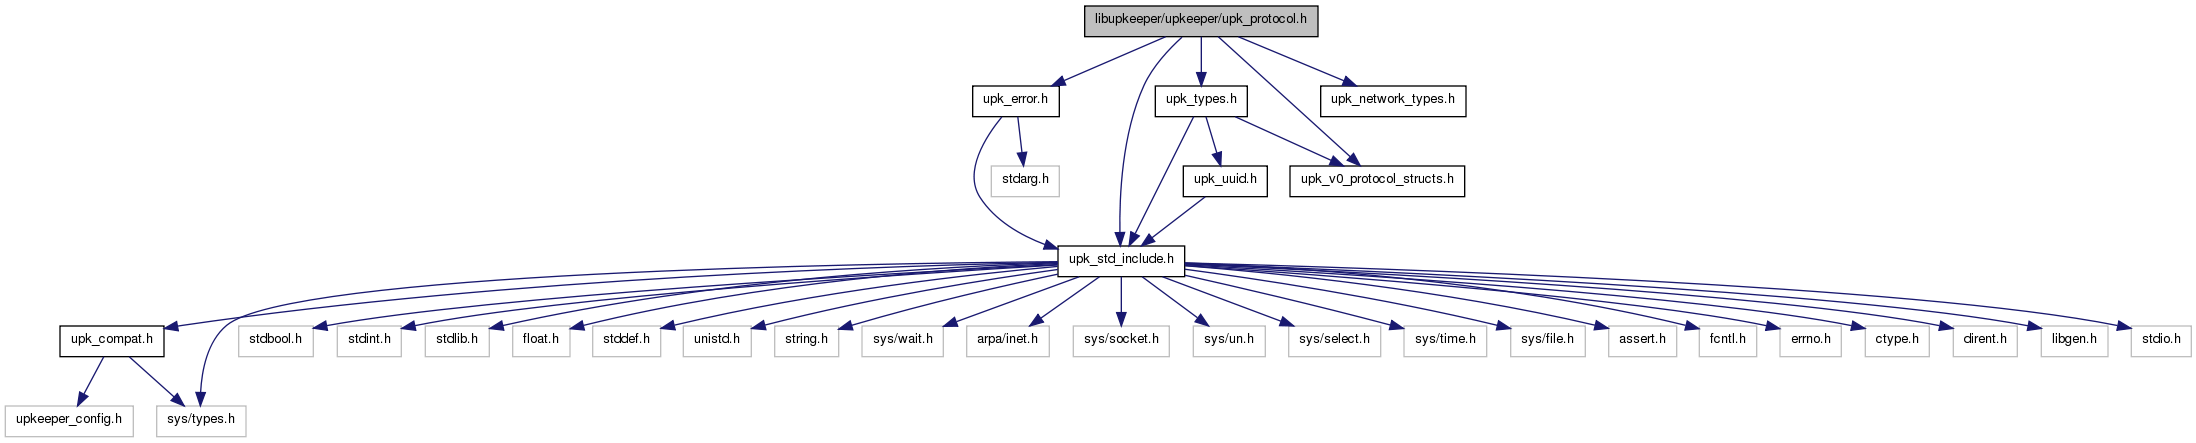 libupkeeper/upkeeper/upk_protocol.h
upk_error.h
upk_types.h
upk_network_types.h
stdarg.h
upk_uuid.h
upk_v0_protocol_structs.h
upk_std_include.h
upk_compat.h
stdbool.h
stdint.h
stdlib.h
float.h
stddef.h
unistd.h
string.h
sys/wait.h
arpa/inet.h
sys/socket.h
sys/un.h
sys/select.h
sys/time.h
sys/file.h
assert.h
fcntl.h
errno.h
ctype.h
dirent.h
libgen.h
stdio.h
upkeeper_config.h
sys/types.h